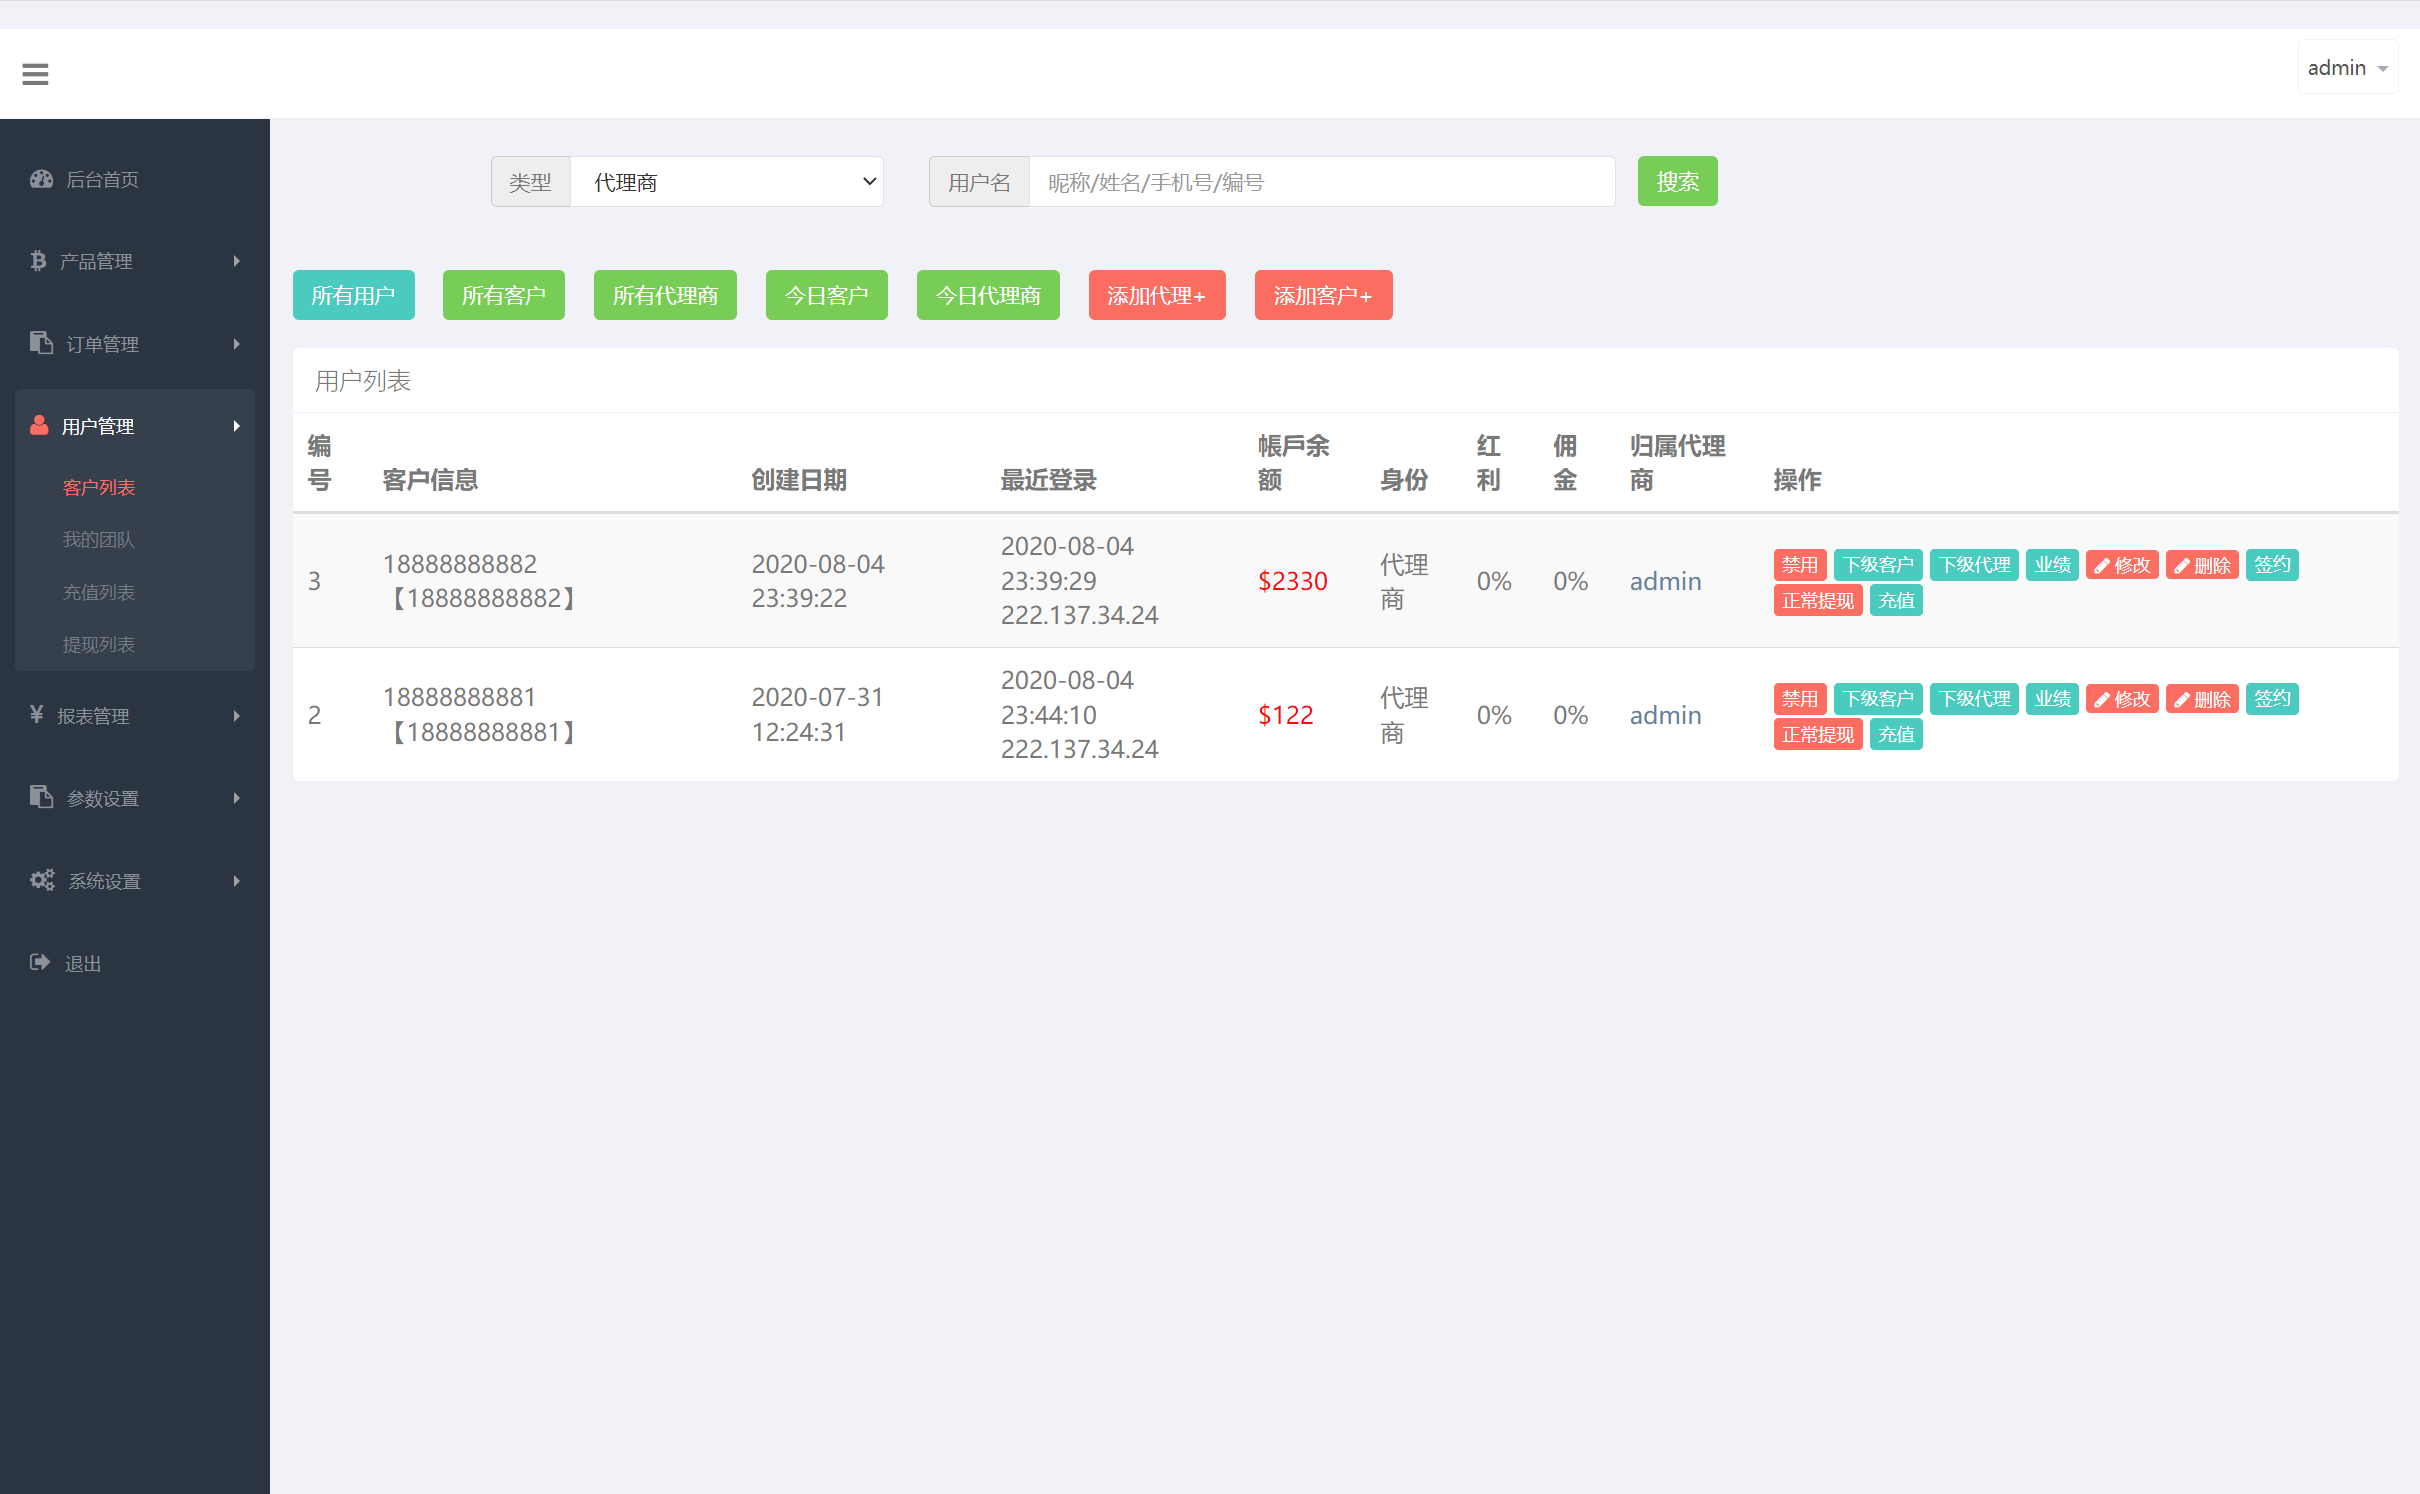 admin
后台首页
产品管理
订单管理
用户管理
客户列表
我的团队
充值列表
提现列表
报表管理
参数设置
系统设置
退出
类型 代理商 用户名 昵称/姓名/手机号/编号 搜索
所有用户 所有客户 所有代理商 今日客户 今日代理商 添加代理+ 添加客户+
用户列表
编号 客户信息 创建日期 最近登录 帳戶余额 身份 红利 佣金 归属代理商 操作
3
18888888882
【18888888882】
2020-08-04
23:39:22
2020-08-04
23:39:29
222.137.34.24
$2330
代理
商
0%
0%
admin
禁用 下级客户 下级代理 业绩 修改 删除 签约
正常提现 充值
2
18888888881
【18888888881】
2020-07-31
12:24:31
2020-08-04
23:44:10
222.137.34.24
$122
代理
商
0%
0%
admin
禁用 下级客户 下级代理 业绩 修改 删除 签约
正常提现 充值